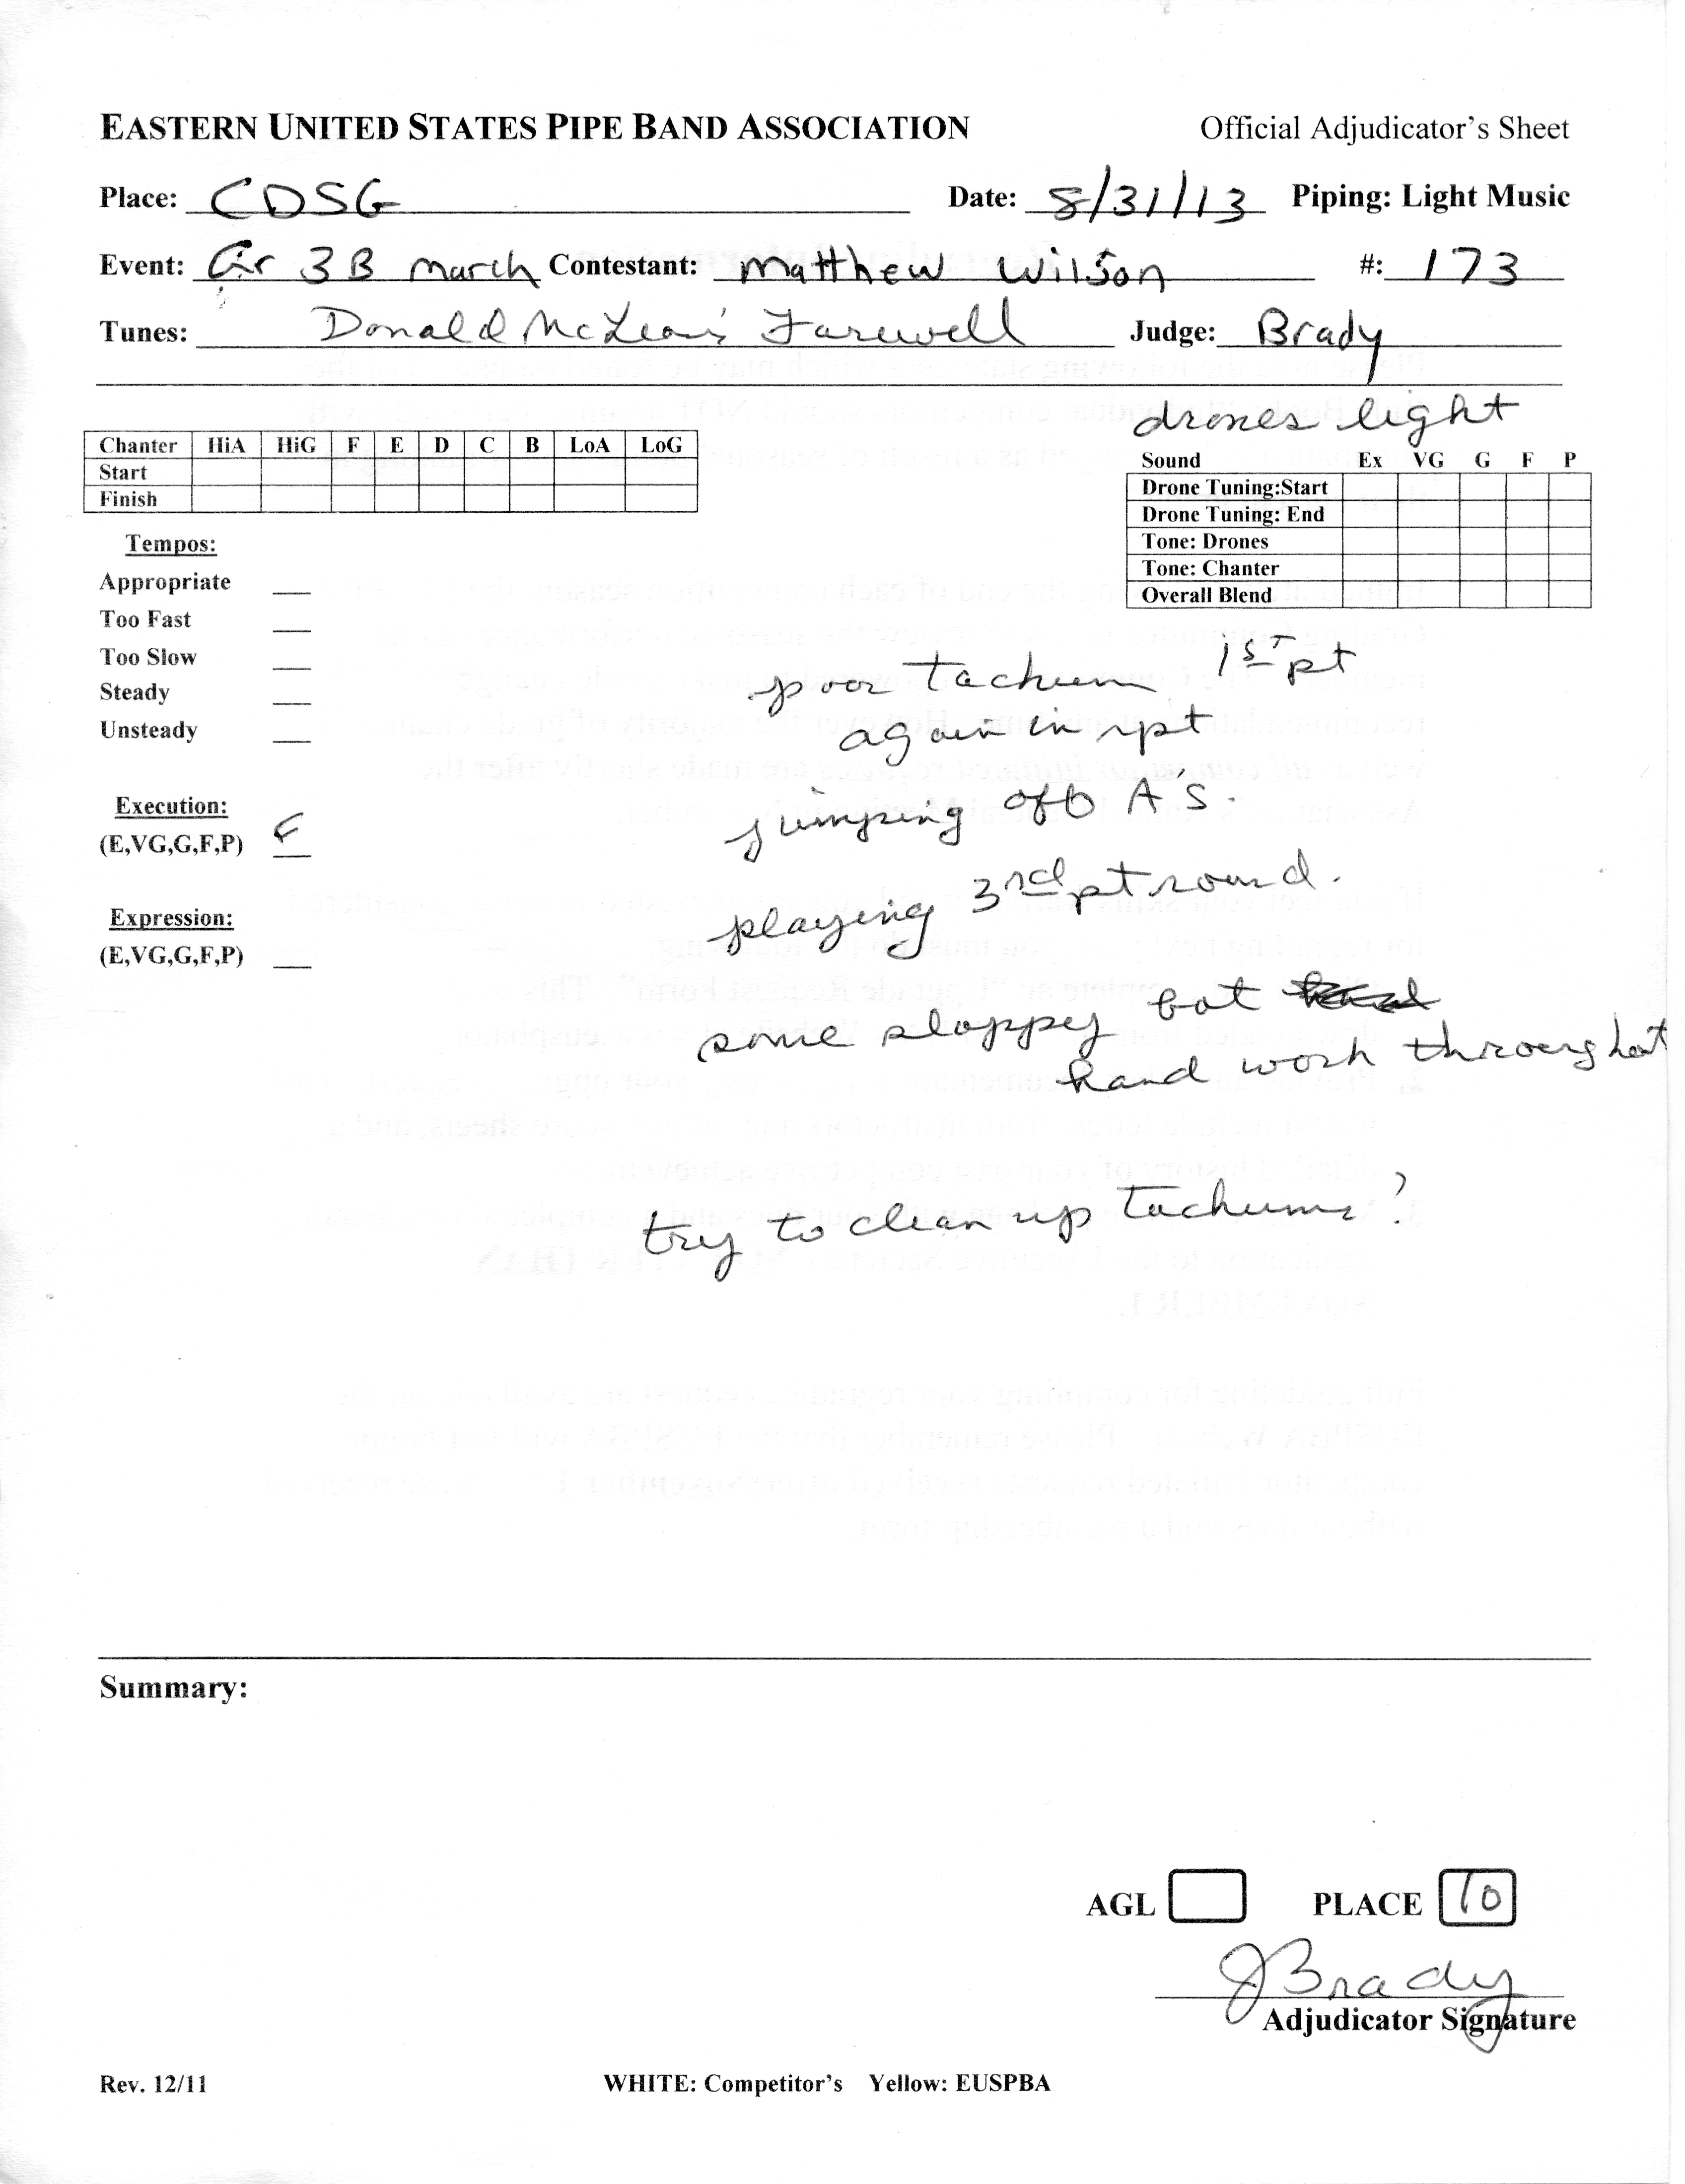 EASTERN UNITED STATES PIPE BAND ASSOCIATION Official Adjudicator's Sheet
Place: CDSG Date: 8/31/13 Piping: Light Music
Event: Gr 3B March Contestant: Matthew Wilson #: 173
Tunes: Donald McLean's Farewell Judge: Brady
drones light
Chanter HiA HiG F E D C B LoA LoG
Start
Finish
Sound Ex VG G F P
Drone Tuning:Start
Drone Tuning: End
Tone: Drones
Tone: Chanter
Overall Blend
Tempos:
Appropriate
Too Fast
Too Slow
Steady
Unsteady
Execution:
(E,VG,G,F,P) F
Expression:
(E,VG,G,F,P)
poor tachum 1st pt
again in rpt
jumping off A's.
playing 3rd pt round.
some sloppy bot
hand work throughout
try to clean up tachums!
Summary:
AGL PLACE 10
JBrady
Adjudicator Signature
Rev. 12/11 WHITE: Competitor's Yellow: EUSPBA